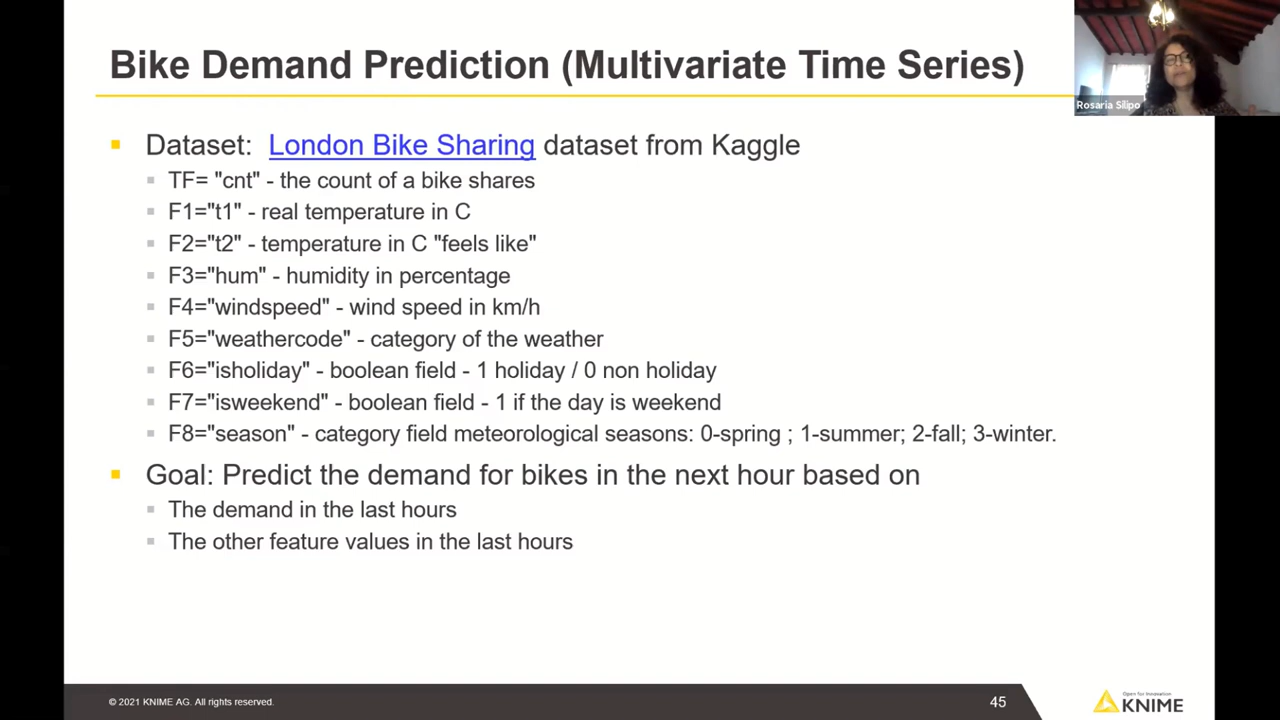 Bike Demand Prediction (Multivariate Time Series)
Rosaria Silipo
Dataset: London Bike Sharing dataset from Kaggle
TF= "cnt" - the count of a bike shares
F1="t1" - real temperature in C
F2="t2" - temperature in C "feels like"
F3="hum" - humidity in percentage
F4="windspeed" - wind speed in km/h
F5="weathercode" - category of the weather
F6="isholiday" - boolean field - 1 holiday / 0 non holiday
F7="isweekend" - boolean field - 1 if the day is weekend
F8="season" - category field meteorological seasons: 0-spring ; 1-summer; 2-fall; 3-winter.
Goal: Predict the demand for bikes in the next hour based on
The demand in the last hours
The other feature values in the last hours
© 2021 KNIME AG. All rights reserved.
45
Open for Innovation
KNIME